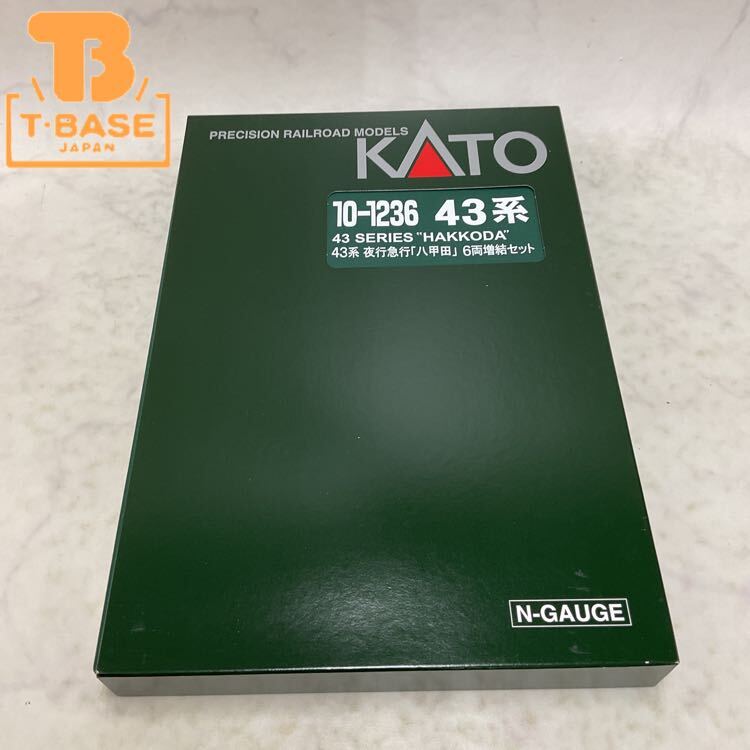 TB
T·BASE
JAPAN
PRECISION RAILROAD MODELS
KATO
10-1236 43系
43 SERIES "HAKKODA"
43系 夜行急行「八甲田」 6両増結セット
N-GAUGE